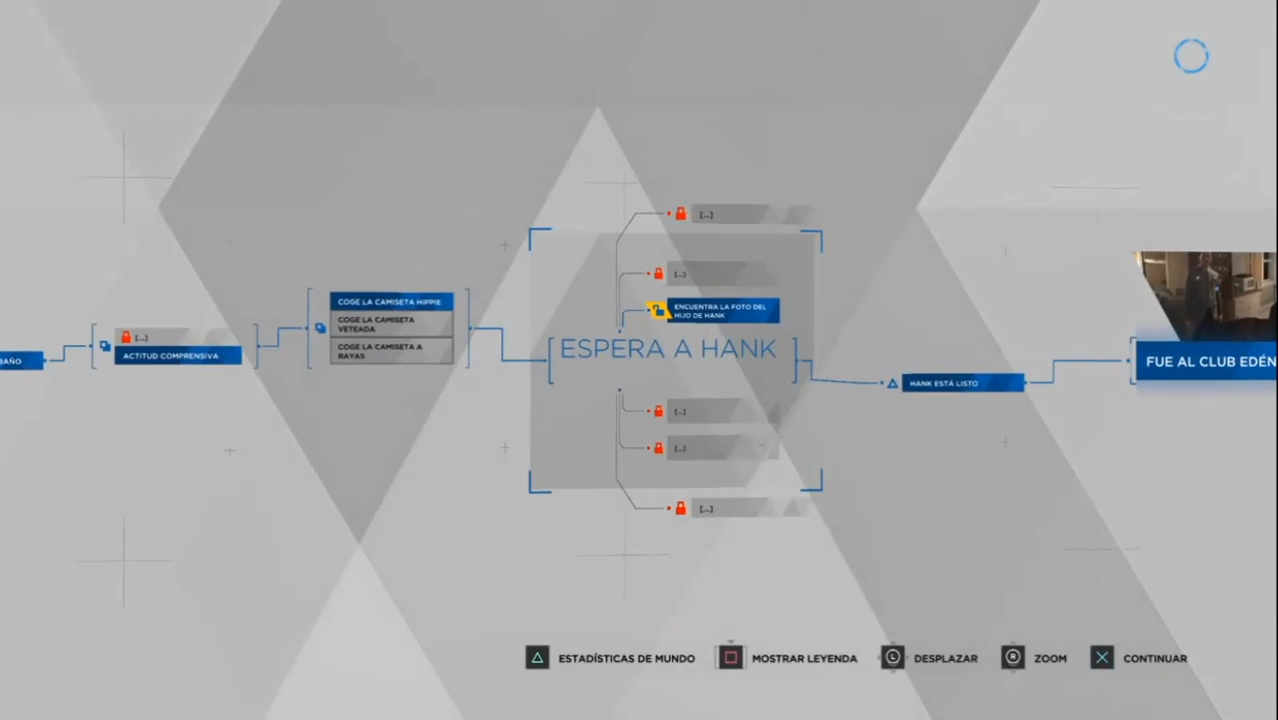 BAÑO
[...]
ACTITUD COMPRENSIVA
COGE LA CAMISETA HIPPIE
COGE LA CAMISETA
VETEADA
COGE LA CAMISETA A
RAYAS
[...]
[...]
ENCUENTRA LA FOTO DEL
HIJO DE HANK
ESPERA A HANK
[...]
[...]
[...]
HANK ESTÁ LISTO
FUE AL CLUB EDÉN
ESTADÍSTICAS DE MUNDO
MOSTRAR LEYENDA
L
DESPLAZAR
R
ZOOM
CONTINUAR